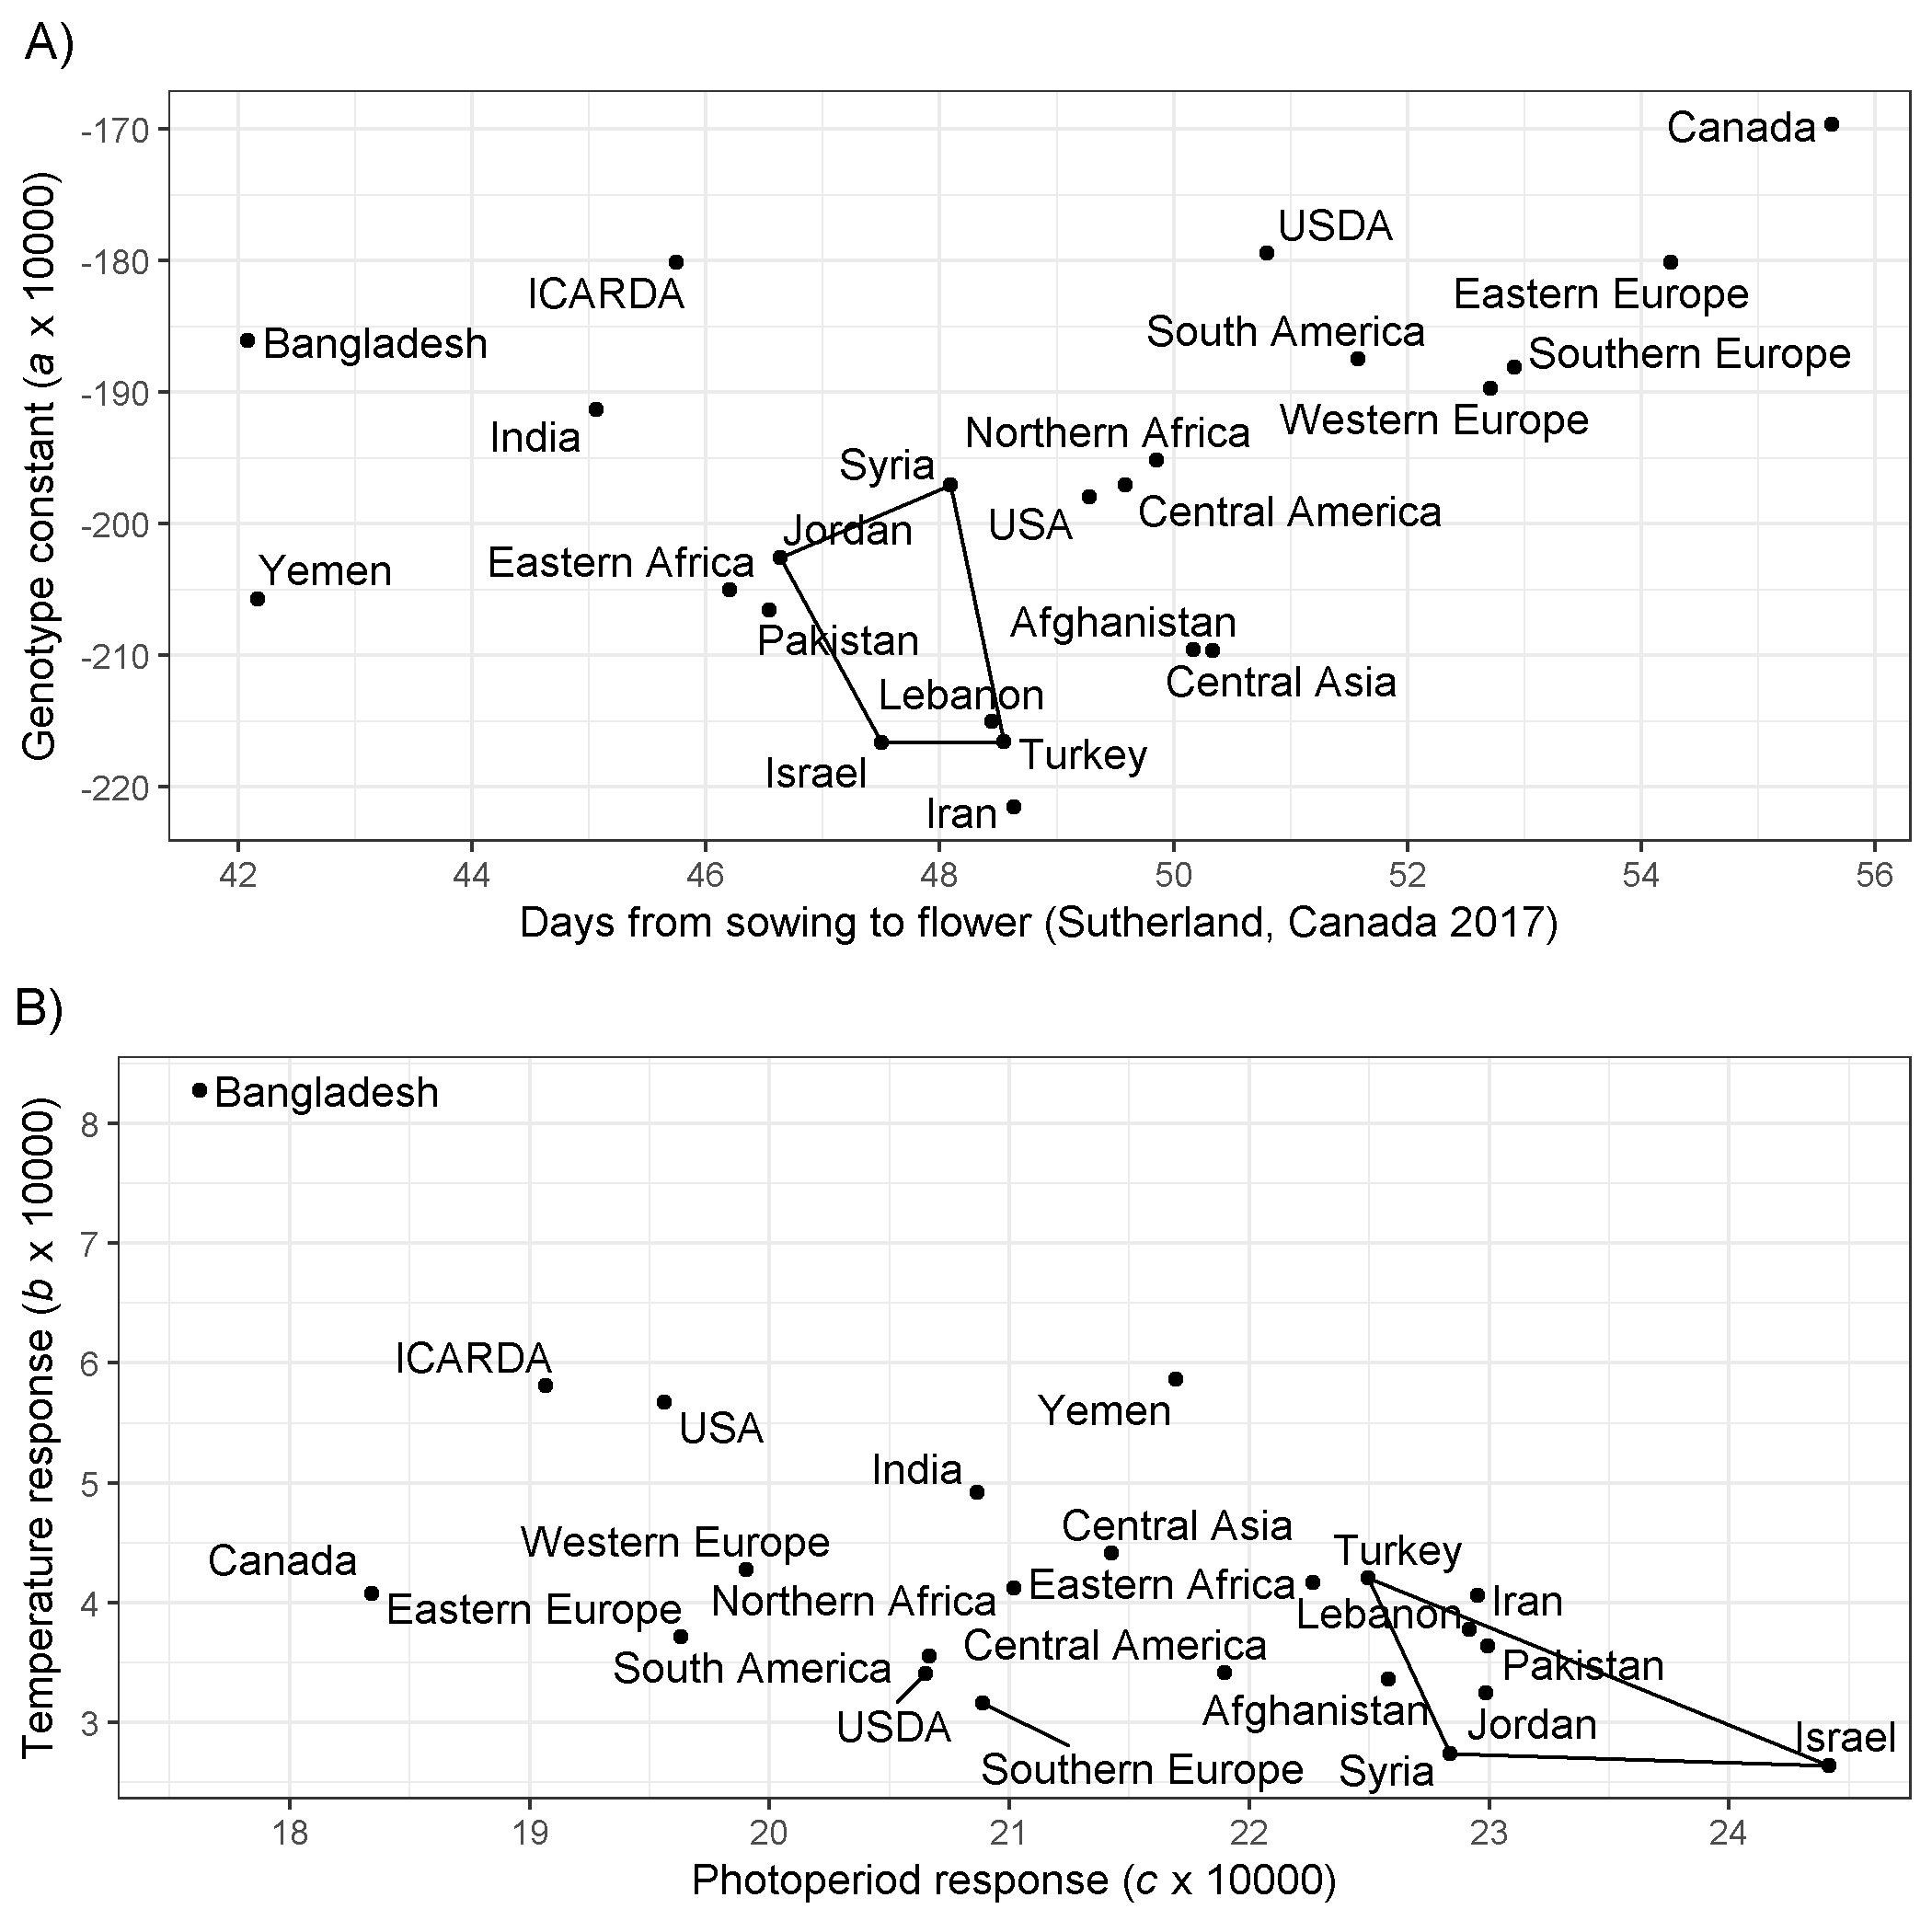 A)
Genotype constant (a x 10000)
-170
-180
-190
-200
-210
-220
Canada
USDA
ICARDA
Eastern Europe
South America
Bangladesh
Southern Europe
Western Europe
India
Northern Africa
Syria
Central America
USA
Jordan
Eastern Africa
Yemen
Afghanistan
Pakistan
Central Asia
Lebanon
Turkey
Israel
Iran
42
44
46
48
50
52
54
56
Days from sowing to flower (Sutherland, Canada 2017)
B)
Temperature response (b x 10000)
8
7
6
5
4
3
Bangladesh
ICARDA
Yemen
USA
India
Central Asia
Western Europe
Turkey
Canada
Eastern Africa
Northern Africa
Iran
Eastern Europe
Lebanon
Central America
South America
Pakistan
Afghanistan
USDA
Jordan
Israel
Southern Europe
Syria
18
19
20
21
22
23
24
Photoperiod response (c x 10000)